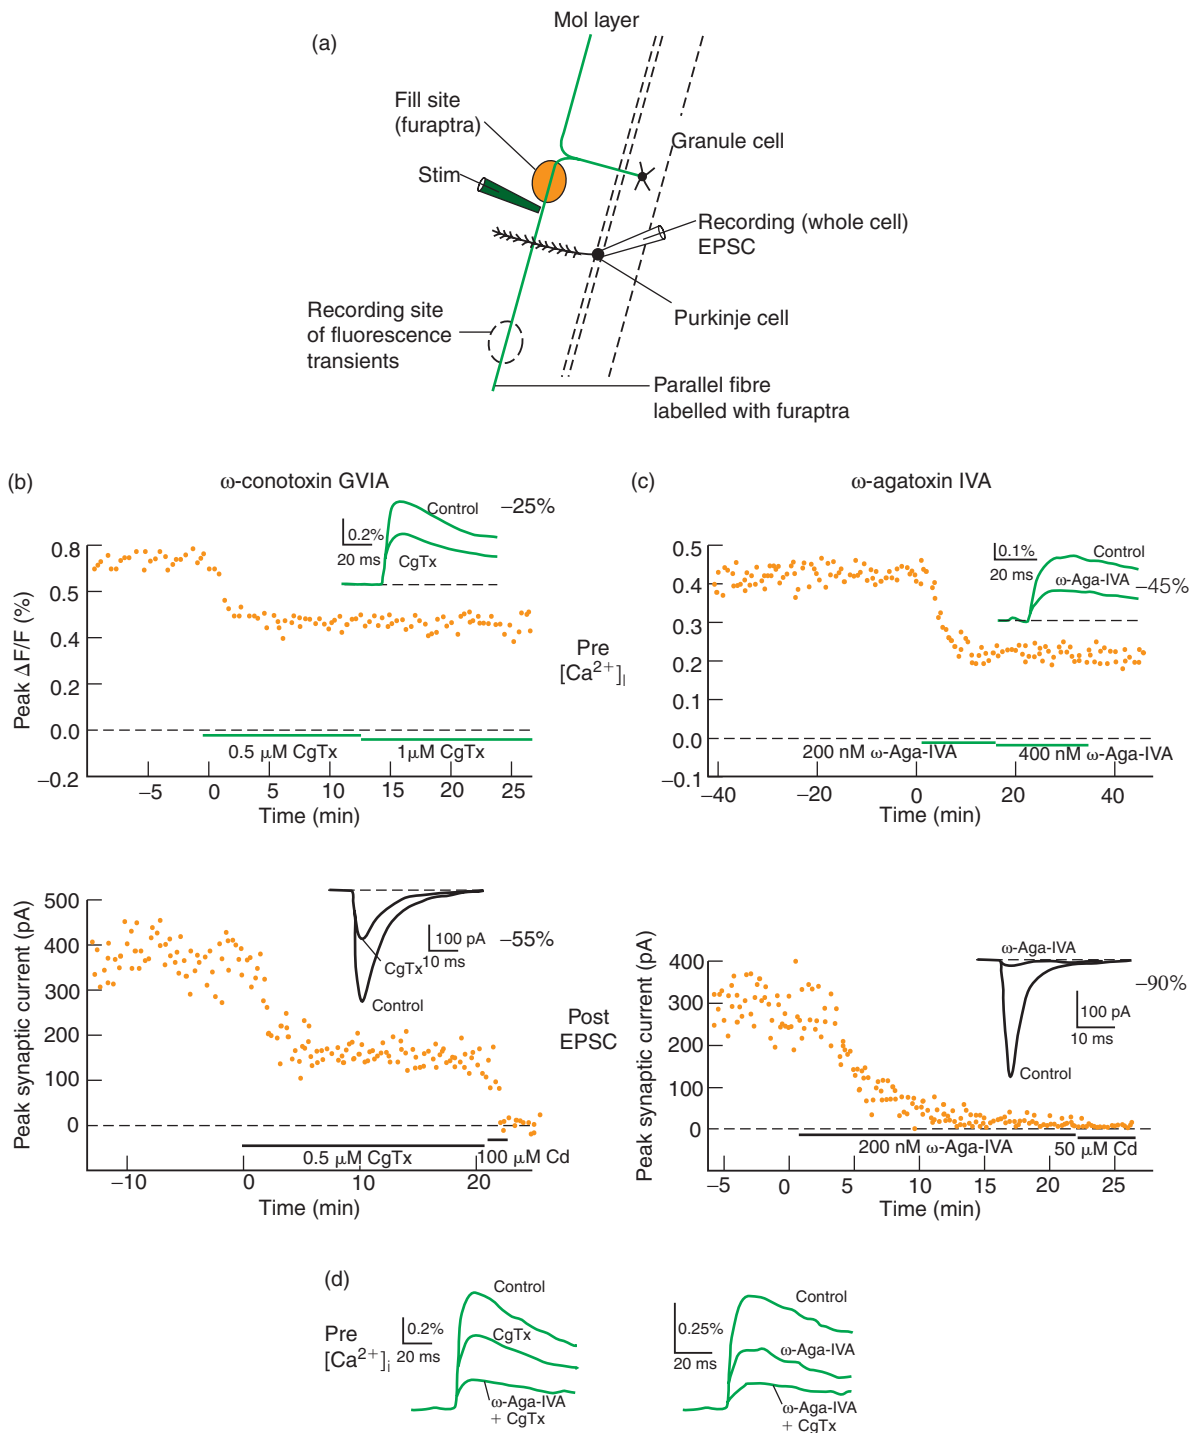 (a)
Mol layer
Fill site
(furaptra)
Stim
Granule cell
Recording (whole cell)
EPSC
Purkinje cell
Recording site
of fluorescence
transients
Parallel fibre
labelled with furaptra
(b)
ω-conotoxin GVIA
Control
−25%
0.2%
20 ms
CgTx
Peak ΔF/F (%)
0.8
0.5
0.4
0.2
0.0
−0.2
0.5 μM CgTx
1μM CgTx
−5
0
5
10
15
20
25
Time (min)
Pre
[Ca2+]l
(c)
ω-agatoxin IVA
0.1%
20 ms
Control
ω-Aga-IVA
−45%
0.5
0.4
0.3
0.2
0.1
0.0
−0.1
200 nM ω-Aga-IVA
400 nM ω-Aga-IVA
−40
−20
0
20
40
Time (min)
Peak synaptic current (pA)
500
400
300
200
100
0
CgTx
Control
100 pA
10 ms
−55%
0.5 μM CgTx
100 μM Cd
−10
0
10
20
Time (min)
Post
EPSC
Peak synaptic current (pA)
400
300
200
100
0
ω-Aga-IVA
Control
100 pA
10 ms
−90%
200 nM ω-Aga-IVA
50 μM Cd
−5
0
5
10
15
20
25
Time (min)
(d)
Pre
[Ca2+]i
0.2%
20 ms
Control
CgTx
ω-Aga-IVA
+ CgTx
0.25%
20 ms
Control
ω-Aga-IVA
ω-Aga-IVA
+ CgTx